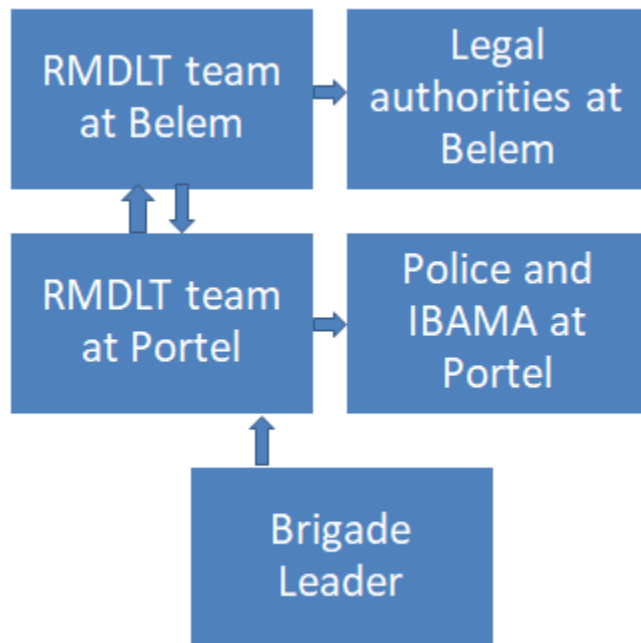 RMDLT team
at Belem
Legal
authorities at
Belem
RMDLT team
at Portel
Police and
IBAMA at
Portel
Brigade
Leader